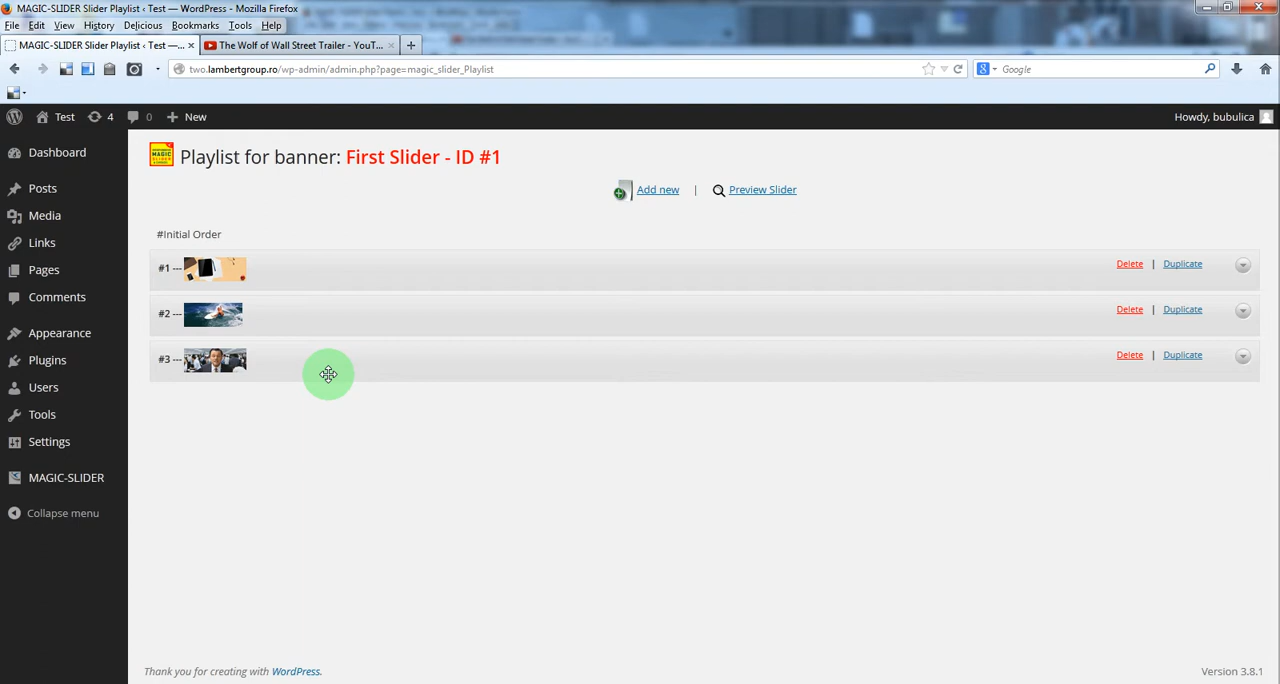 MAGIC-SLIDER Slider Playlist ‹ Test — WordPress - Mozilla Firefox
File Edit View History Delicious Bookmarks Tools Help
MAGIC-SLIDER Slider Playlist ‹ Test —... × The Wolf of Wall Street Trailer - YouT... × +
two.lambertgroup.ro/wp-admin/admin.php?page=magic_slider_Playlist Google
Test 4 0 New Howdy, bubulica
Dashboard
Posts
Media
Links
Pages
Comments
Appearance
Plugins
Users
Tools
Settings
MAGIC-SLIDER
Collapse menu
Playlist for banner: First Slider - ID #1
Add new | Preview Slider
#Initial Order
#1 --- Delete | Duplicate
#2 --- Delete | Duplicate
#3 --- Delete | Duplicate
Thank you for creating with WordPress. Version 3.8.1